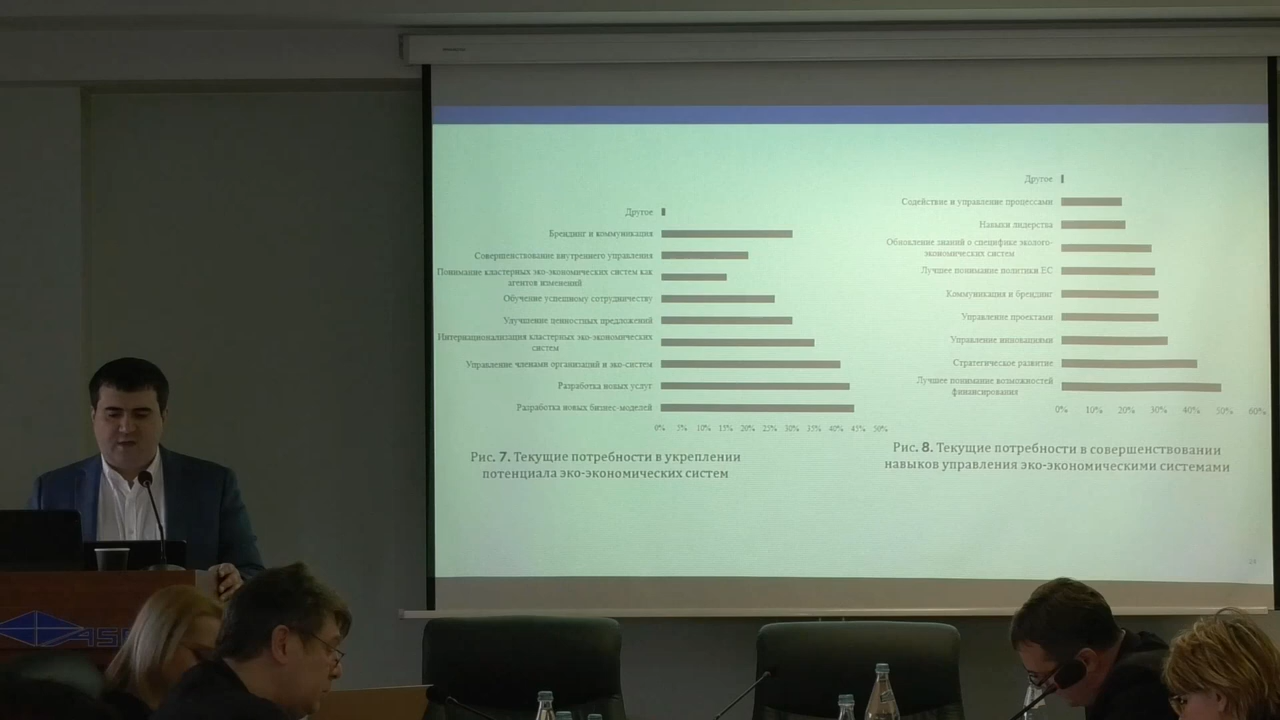 Другое
Брендинг и коммуникация
Совершенствование внутреннего управления
Понимание кластерных эко-экономических систем как
агентов изменений
Обучение успешному сотрудничеству
Улучшение ценностных предложений
Интернационализация кластерных эко-экономических
систем
Управление членами организаций и эко-систем
Разработка новых услуг
Разработка новых бизнес-моделей
0% 5% 10% 15% 20% 25% 30% 35% 40% 45% 50%
Рис. 7. Текущие потребности в укреплении
потенциала эко-экономических систем
Другое
Содействие и управление процессами
Навыки лидерства
Обновление знаний о специфике эколого-
экономических систем
Лучшее понимание политики ЕС
Коммуникация и брендинг
Управление проектами
Управление инновациями
Стратегическое развитие
Лучшее понимание возможностей
финансирования
0% 10% 20% 30% 40% 50% 60%
Рис. 8. Текущие потребности в совершенствовании
навыков управления эко-экономическими системами
24